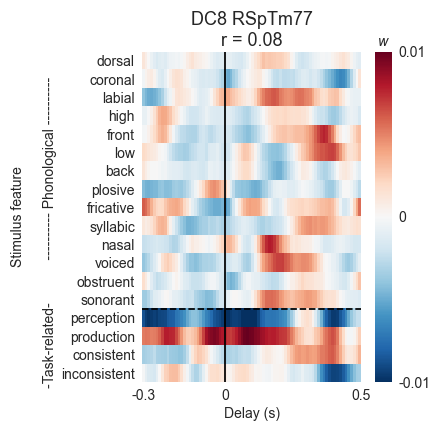 DC8 RSpTm77
r = 0.08
w
dorsal
coronal
labial
high
front
low
back
plosive
fricative
syllabic
nasal
voiced
obstruent
sonorant
perception
production
consistent
inconsistent
Stimulus feature
---------- Phonological ----------
-Task-related-
-0.3
0
0.5
Delay (s)
0.01
0
-0.01